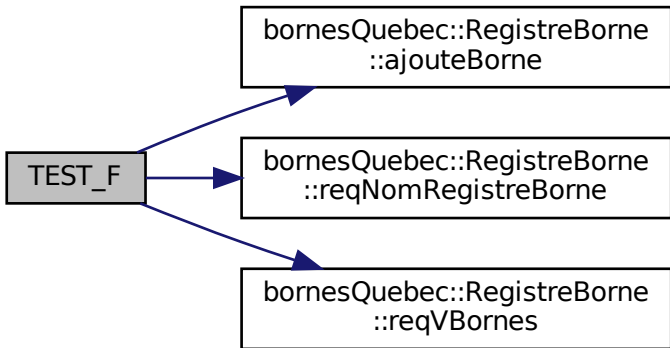 bornesQuebec::RegistreBorne
::ajouteBorne
TEST_F
bornesQuebec::RegistreBorne
::reqNomRegistreBorne
bornesQuebec::RegistreBorne
::reqVBornes